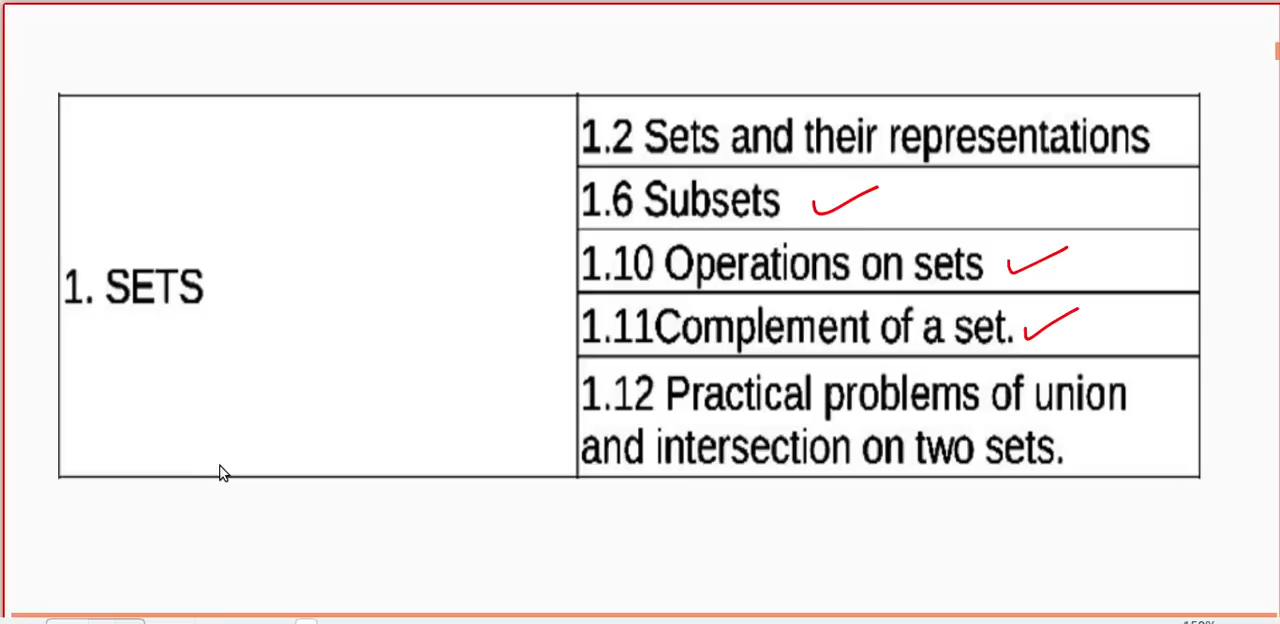 1. SETS
1.2 Sets and their representations
1.6 Subsets
1.10 Operations on sets
1.11Complement of a set.
1.12 Practical problems of union
and intersection on two sets.